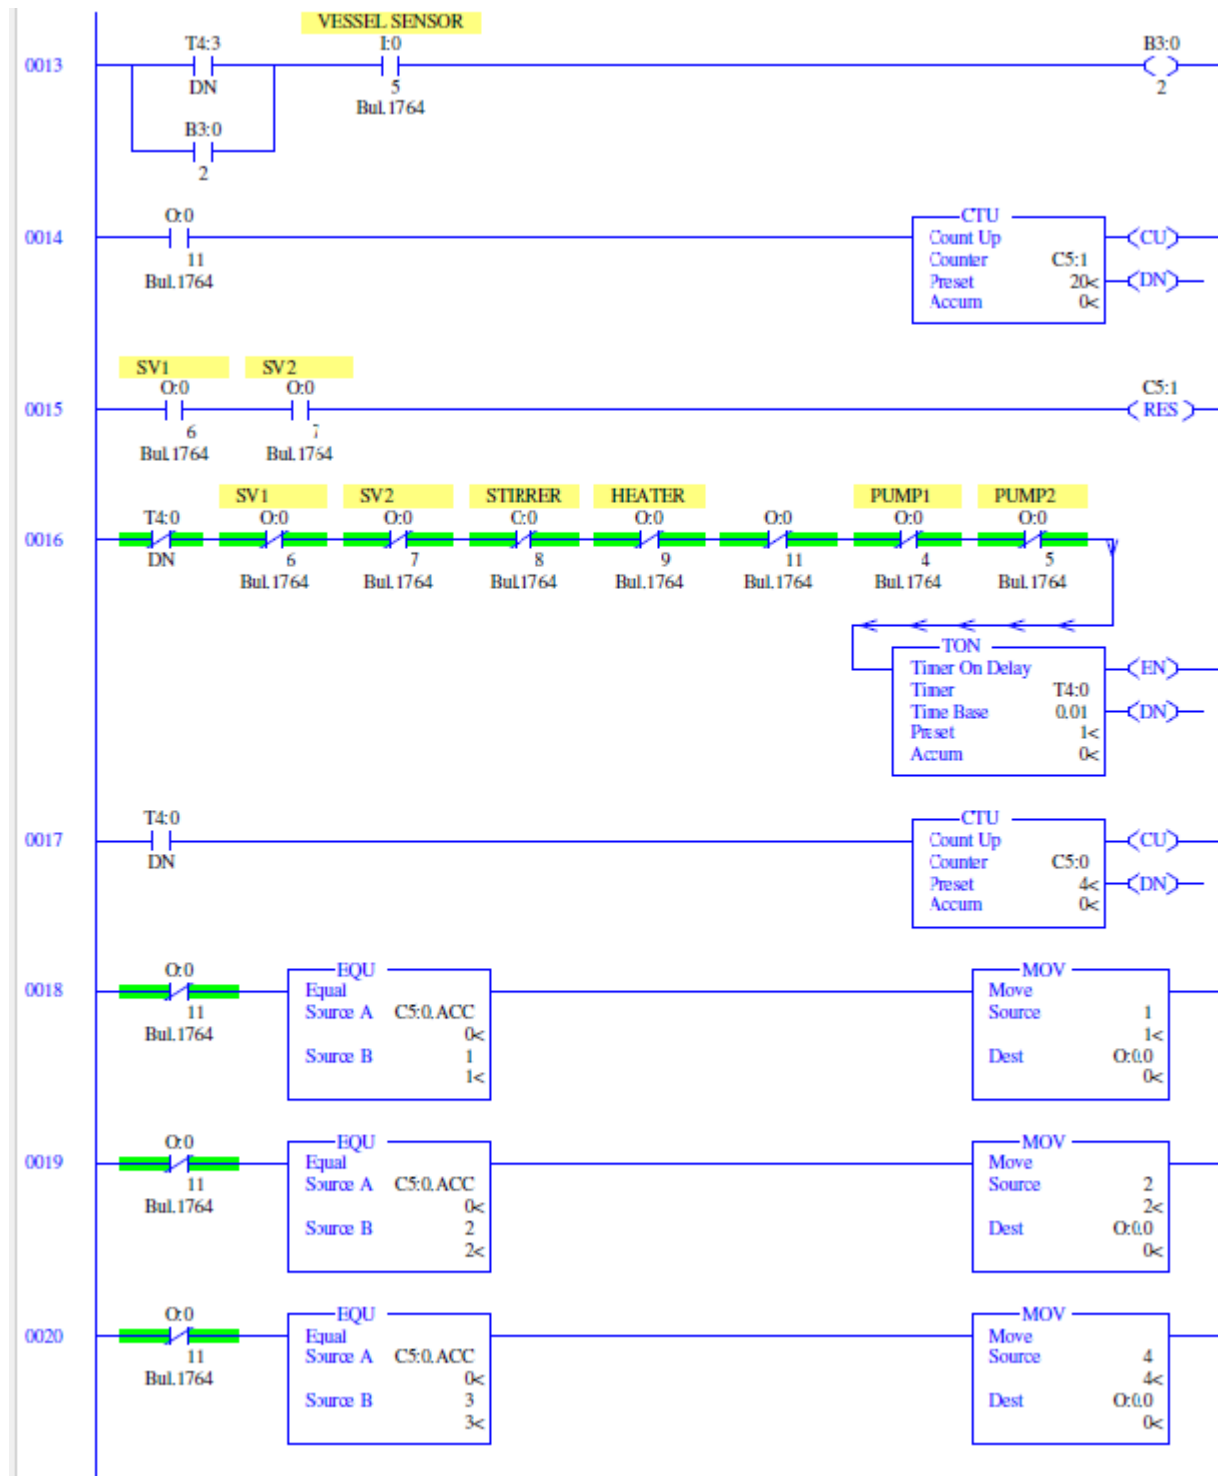 VESSEL SENSOR
T4:3 I:0 B3:0
0013
DN 5 2
Bul.1764
B3:0
2
O:0 CTU
0014 Count Up CU
11 Counter C5:1
Bul.1764 Preset 20< DN
Accum 0<
SV1 SV2
O:0 O:0 C5:1
0015 RES
6 7
Bul.1764 Bul.1764
SV1 SV2 STIRRER HEATER PUMP1 PUMP2
T4:0 O:0 O:0 O:0 O:0 O:0 O:0 O:0
0016
DN 6 7 8 9 11 4 5
Bul.1764 Bul.1764 Bul.1764 Bul.1764 Bul.1764 Bul.1764 Bul.1764
TON
Timer On Delay EN
Timer T4:0
Time Base 0.01 DN
Preset 1<
Accum 0<
T4:0 CTU
0017 Count Up CU
DN Counter C5:0
Preset 4< DN
Accum 0<
O:0 EQU MOV
0018 Equal Move
11 Source A C5:0.ACC Source 1
Bul.1764 0< 1<
Source B 1 Dest O:0.0
1< 0<
O:0 EQU MOV
0019 Equal Move
11 Source A C5:0.ACC Source 2
Bul.1764 0< 2<
Source B 2 Dest O:0.0
2< 0<
O:0 EQU MOV
0020 Equal Move
11 Source A C5:0.ACC Source 4
Bul.1764 0< 4<
Source B 3 Dest O:0.0
3< 0<